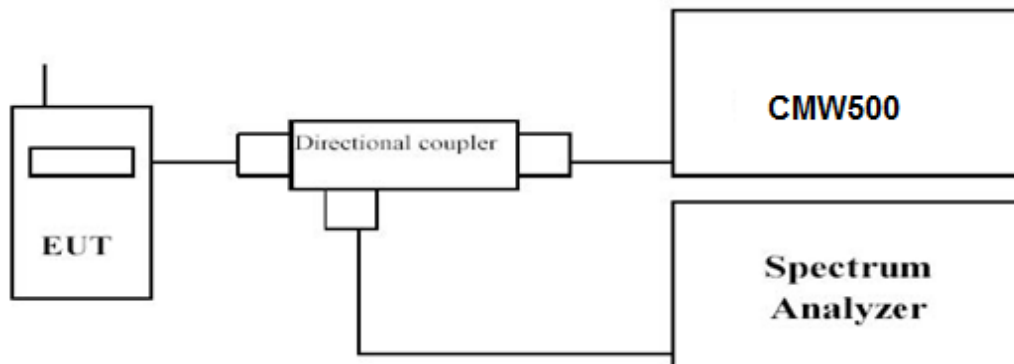 EUT
Directional coupler
CMW500
Spectrum
Analyzer